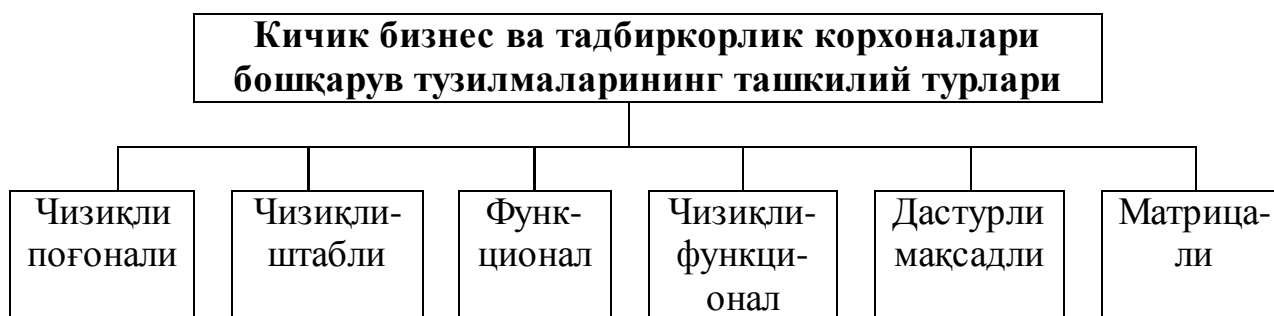 Кичик бизнес ва тадбиркорлик корхоналари
бошқарув тузилмаларининг ташкилий турлари
Чизиқли
поғонали
Чизиқли-
штабли
Функ-
ционал
Чизиқли-
функци-
онал
Дастурли
мақсадли
Матрица-
ли